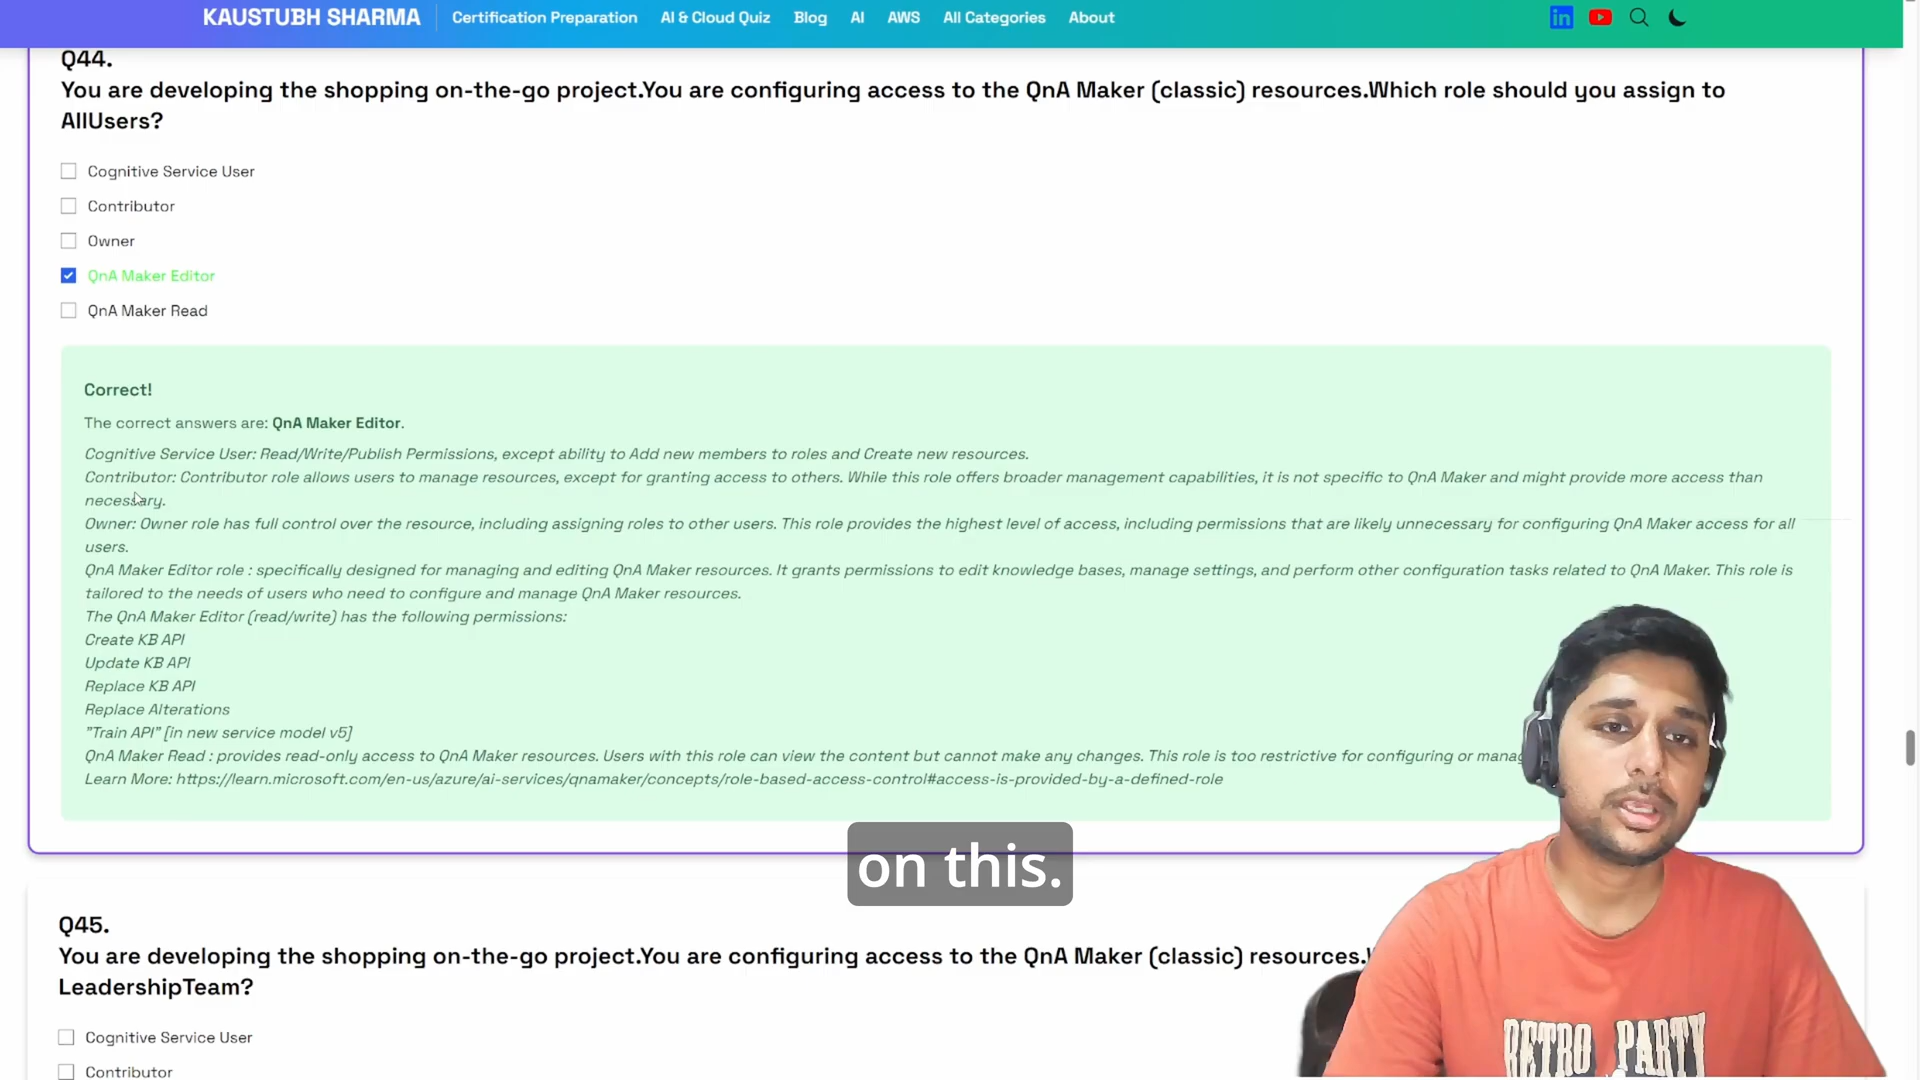 KAUSTUBH SHARMA
Certification Preparation
AI & Cloud Quiz
Blog
AI
AWS
All Categories
About
in
Q44.
You are developing the shopping on-the-go project.You are configuring access to the QnA Maker (classic) resources.Which role should you assign to
AllUsers?
Cognitive Service User
Contributor
Owner
QnA Maker Editor
QnA Maker Read
Correct!
The correct answers are: QnA Maker Editor.
Cognitive Service User: Read/Write/Publish Permissions, except ability to Add new members to roles and Create new resources.
Contributor: Contributor role allows users to manage resources, except for granting access to others. While this role offers broader management capabilities, it is not specific to QnA Maker and might provide more access than
necessary.
Owner: Owner role has full control over the resource, including assigning roles to other users. This role provides the highest level of access, including permissions that are likely unnecessary for configuring QnA Maker access for all
users.
QnA Maker Editor role : specifically designed for managing and editing QnA Maker resources. It grants permissions to edit knowledge bases, manage settings, and perform other configuration tasks related to QnA Maker. This role is
tailored to the needs of users who need to configure and manage QnA Maker resources.
The QnA Maker Editor (read/write) has the following permissions:
Create KB API
Update KB API
Replace KB API
Replace Alterations
"Train API" [in new service model v5]
QnA Maker Read : provides read-only access to QnA Maker resources. Users with this role can view the content but cannot make any changes. This role is too restrictive for configuring or
Learn More: https://learn.microsoft.com/en-us/azure/ai-services/qnamaker/concepts/role-based-access-control#access-is-provided-by-a-defined-role
on this.
Q45.
You are developing the shopping on-the-go project.You are configuring access to the QnA Maker (classic) resources.
LeadershipTeam?
Cognitive Service User
Contributor
RETRO PARTY